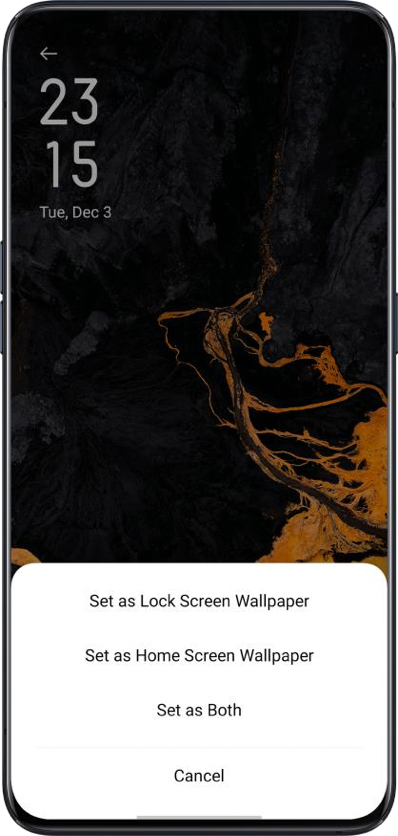 23
15
Tue, Dec 3
Set as Lock Screen Wallpaper
Set as Home Screen Wallpaper
Set as Both
Cancel